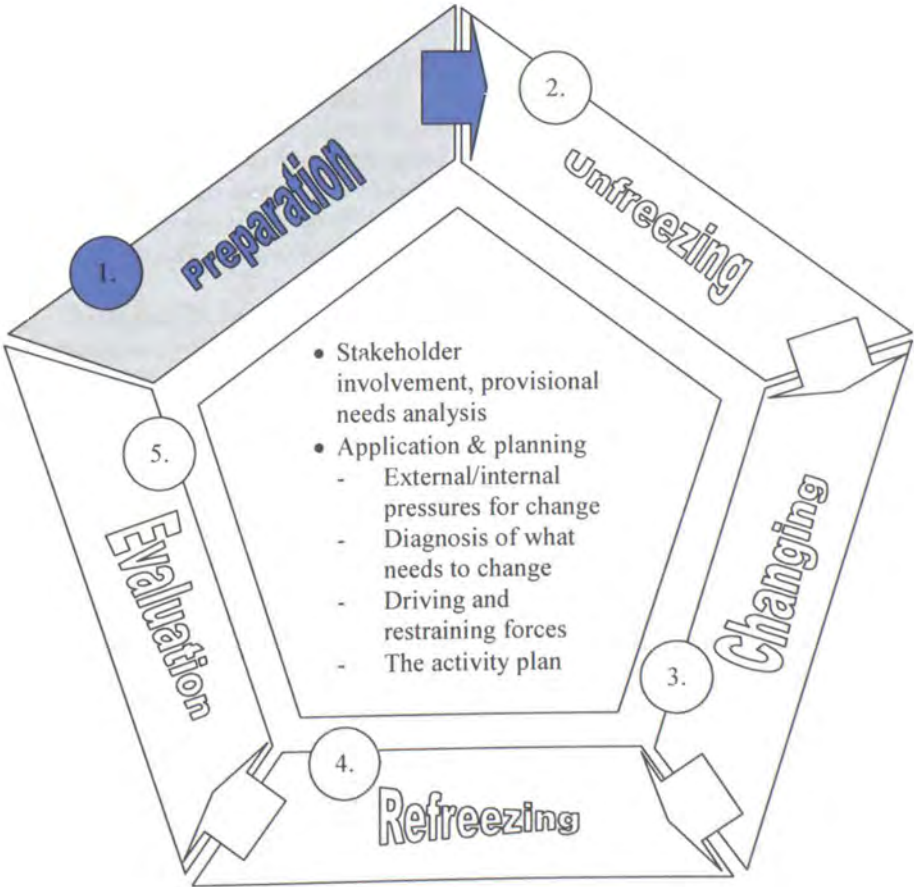 1.
Preparation
2.
Unfreezing
• Stakeholder
involvement, provisional
needs analysis
• Application & planning
- External/internal
pressures for change
- Diagnosis of what
needs to change
- Driving and
restraining forces
- The activity plan
3.
Changing
4.
Refreezing
5.
Evaluation